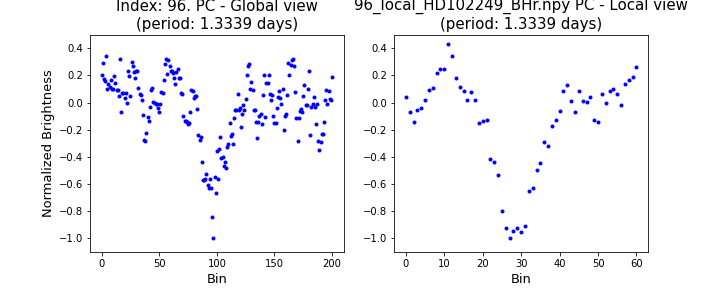 Index: 96. PC - Global view
(period: 1.3339 days)
96_local_HD102249_BHr.npy PC - Local view
(period: 1.3339 days)
Normalized Brightness
0.4
0.2
0.0
−0.2
−0.4
−0.6
−0.8
−1.0
0 50 100 150 200
Bin
0.4
0.2
0.0
−0.2
−0.4
−0.6
−0.8
−1.0
0 10 20 30 40 50 60
Bin